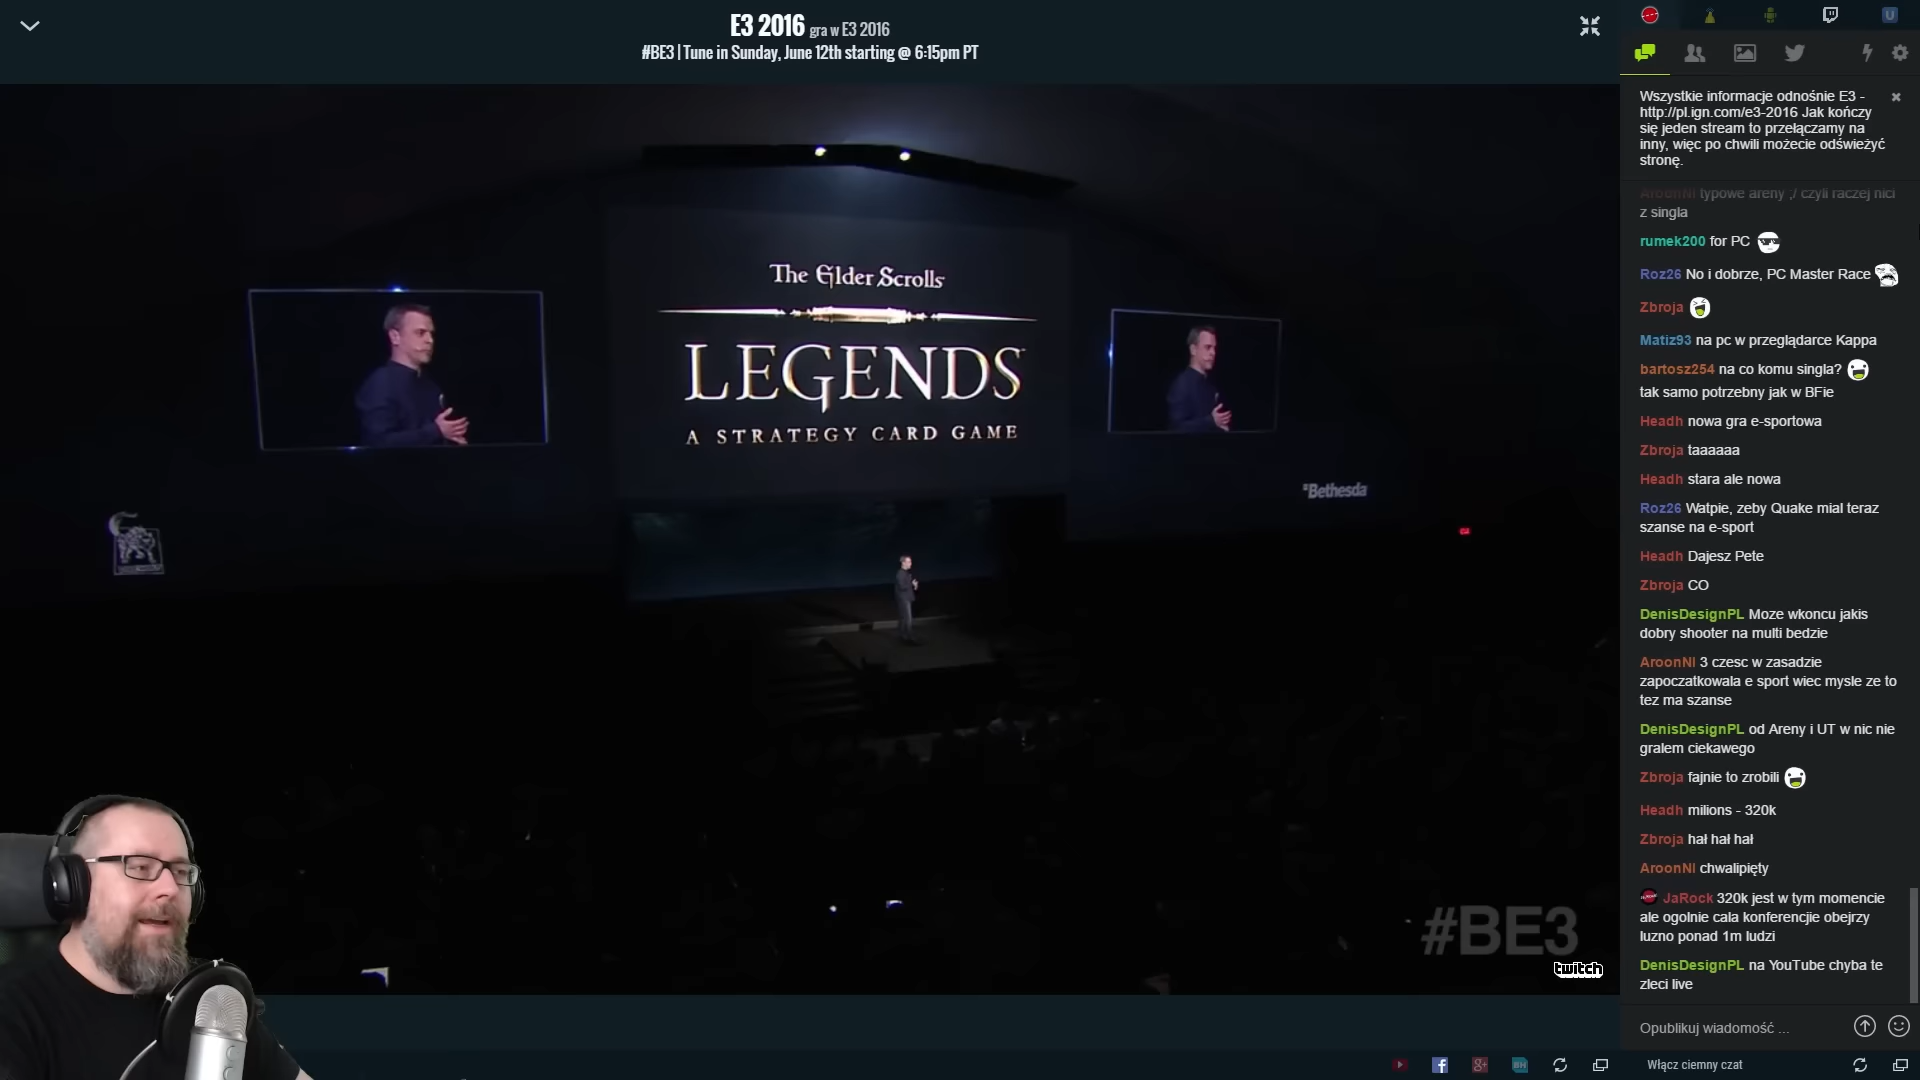 E3 2016 gra w E3 2016
#BE3 | Tune in Sunday, June 12th starting @ 6:15pm PT
The Elder Scrolls
LEGENDS
A STRATEGY CARD GAME
Bethesda
#BE3
twitch
Wszystkie informacje odnośnie E3 -
http://pl.ign.com/e3-2016 Jak kończy
się jeden stream to przełączamy na
inny, więc po chwili możecie odświeżyć
stronę.
AroonNI typowe areny ;/ czyli raczej nici
z singla
rumek200 for PC
Roz26 No i dobrze, PC Master Race
Zbroja
Matiz93 na pc w przeglądarce Kappa
bartosz254 na co komu singla?
tak samo potrzebny jak w BFie
Headh nowa gra e-sportowa
Zbroja taaaaaa
Headh stara ale nowa
Roz26 Watpie, zeby Quake mial teraz
szanse na e-sport
Headh Dajesz Pete
Zbroja CO
DenisDesignPL Moze wkoncu jakis
dobry shooter na multi bedzie
AroonNI 3 czesc w zasadzie
zapoczatkowala e sport wiec mysle ze to
tez ma szanse
DenisDesignPL od Areny i UT w nic nie
gralem ciekawego
Zbroja fajnie to zrobili
Headh milions - 320k
Zbroja hał hał hał
AroonNI chwalipięty
JaRock 320k jest w tym momencie
ale ogolnie cala konferencjie obejrzy
luzno ponad 1m ludzi
DenisDesignPL na YouTube chyba te
zleci live
Opublikuj wiadomość ...
Włącz ciemny czat